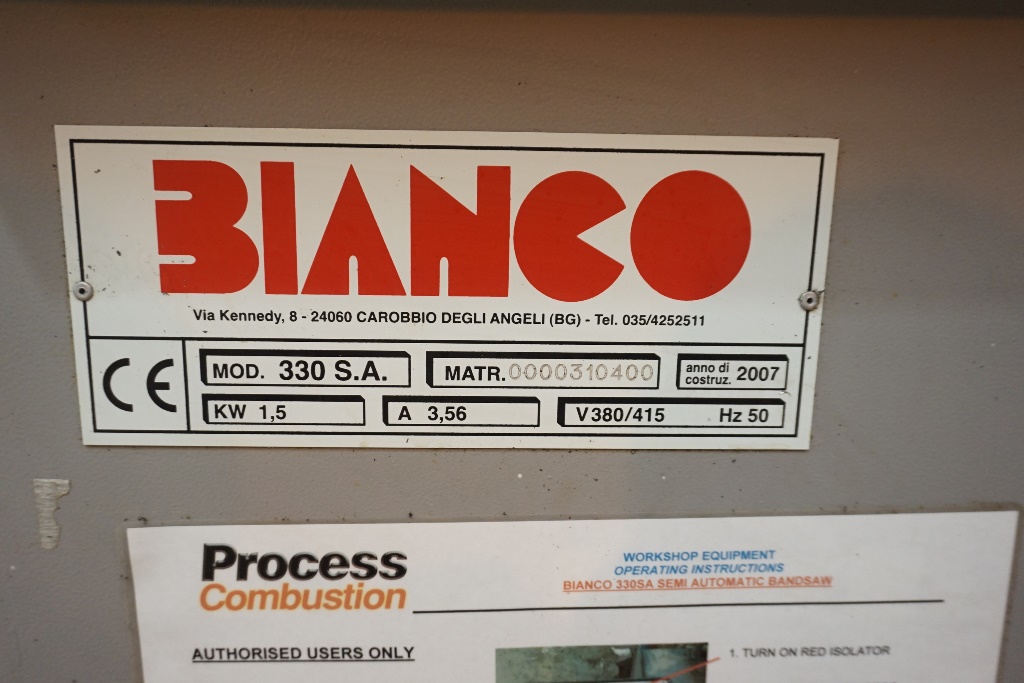 BIANCO
Via Kennedy, 8 - 24060 CAROBBIO DEGLI ANGELI (BG) - Tel. 035/4252511
CE
MOD. 330 S.A.
MATR. 0000310400
anno di costruz. 2007
KW 1,5
A 3,56
V 380/415 Hz 50
Process
Combustion
WORKSHOP EQUIPMENT
OPERATING INSTRUCTIONS
BIANCO 330SA SEMI AUTOMATIC BANDSAW
AUTHORISED USERS ONLY
1. TURN ON RED ISOLATOR